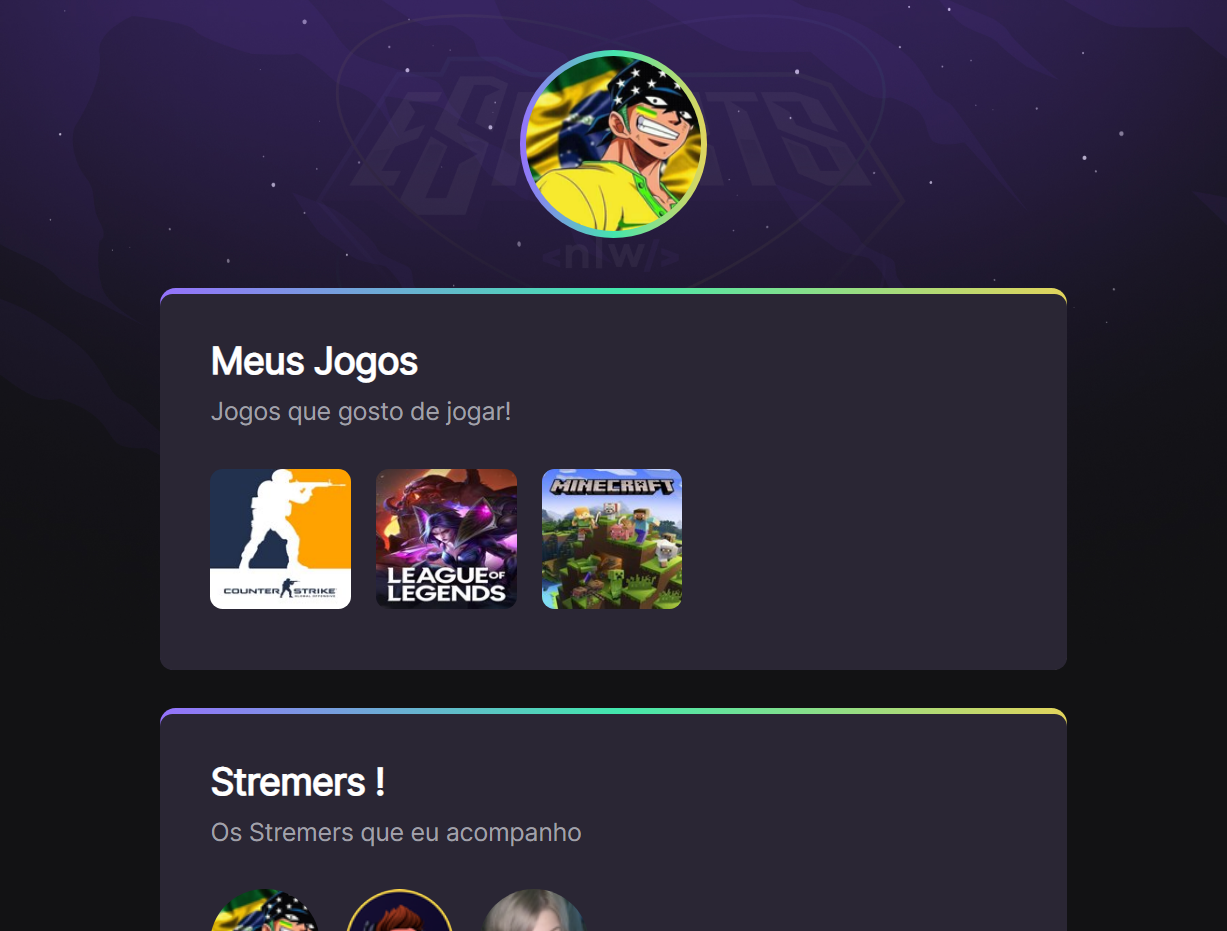 ESPORTS
<nlw/>
Meus Jogos
Jogos que gosto de jogar!
COUNTER STRIKE
GLOBAL OFFENSIVE
LEAGUE OF
LEGENDS
MINECRAFT
Stremers !
Os Stremers que eu acompanho